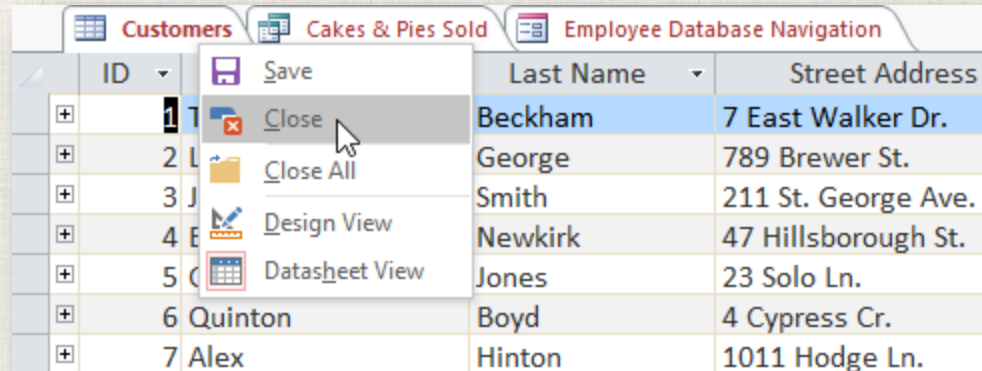 Customers Cakes & Pies Sold Employee Database Navigation
ID Last Name Street Address
Save
Close
Close All
Design View
Datasheet View
1 T Beckham 7 East Walker Dr.
2 L George 789 Brewer St.
3 J Smith 211 St. George Ave.
4 E Newkirk 47 Hillsborough St.
5 Jones 23 Solo Ln.
6 Quinton Boyd 4 Cypress Cr.
7 Alex Hinton 1011 Hodge Ln.